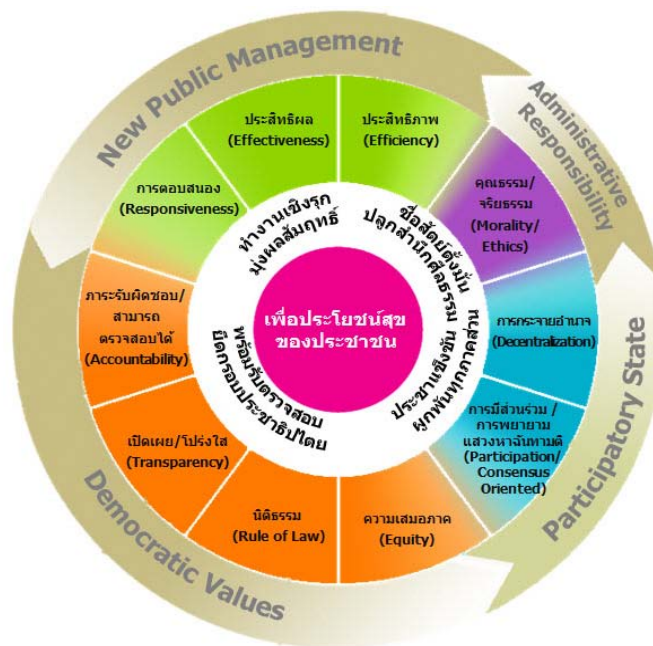 New Public Management
Administrative
Responsibility
Participatory State
Democratic Values
ประสิทธิผล
(Effectiveness)
ประสิทธิภาพ
(Efficiency)
คุณธรรม/
จริยธรรม
(Morality/
Ethics)
การกระจายอำนาจ
(Decentralization)
การมีส่วนร่วม /
การพยายาม
แสวงหาฉันทามติ
(Participation/
Consensus
Oriented)
ความเสมอภาค
(Equity)
นิติธรรม
(Rule of Law)
เปิดเผย/โปร่งใส
(Transparency)
ภาระรับผิดชอบ/
สามารถ
ตรวจสอบได้
(Accountability)
การตอบสนอง
(Responsiveness)
ทำงานเชิงรุก
มุ่งผลสัมฤทธิ์
ซื่อสัตย์ตั้งมั่น
ปลูกสำนึกศีลธรรม
ประชาแข็งขัน
ผูกพันทุกภาคส่วน
พร้อมรับตรวจสอบ
ยึดกรอบประชาธิปไตย
เพื่อประโยชน์สุข
ของประชาชน